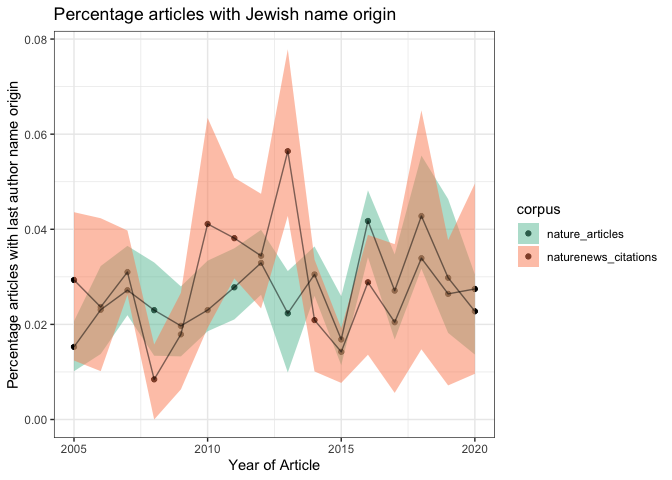 Percentage articles with Jewish name origin
Percentage articles with last author name origin
0.08
0.06
0.04
0.02
0.00
2005
2010
2015
2020
Year of Article
corpus
nature_articles
naturenews_citations